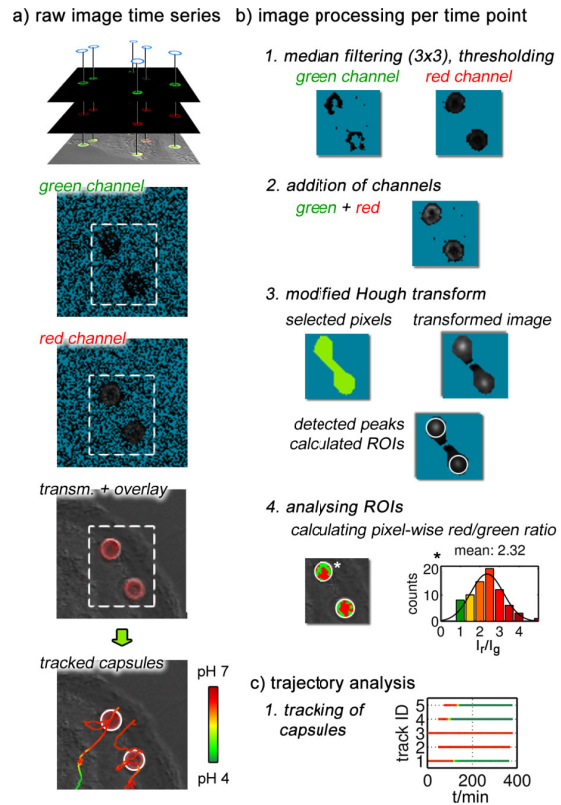 a) raw image time series
green channel
red channel
transm. + overlay
tracked capsules
pH 7
pH 4
b) image processing per time point
1. median filtering (3x3), thresholding
green channel
red channel
2. addition of channels
green + red
3. modified Hough transform
selected pixels
transformed image
detected peaks
calculated ROIs
4. analysing ROIs
calculating pixel-wise red/green ratio
*
*
mean: 2.32
counts
20
10
0
0 1 2 3 4
Ir/Ig
c) trajectory analysis
1. tracking of
capsules
track ID
5
4
3
2
1
0 200 400
t/min